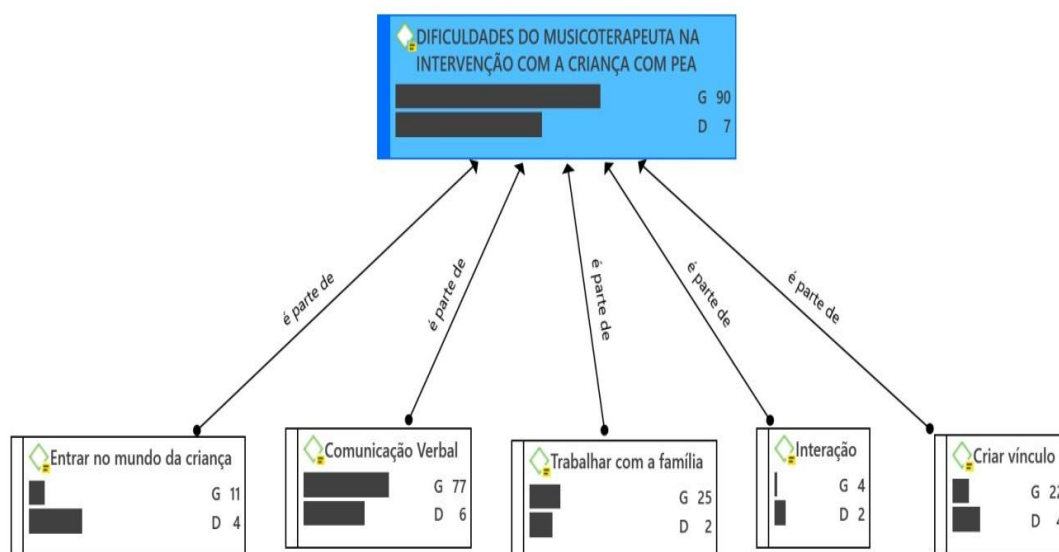 DIFICULDADES DO MUSICOTERAPEUTA NA
INTERVENÇÃO COM A CRIANÇA COM PEA
G 90
D 7
é parte de
é parte de
é parte de
é parte de
é parte de
Entrar no mundo da criança
G 11
D 4
Comunicação Verbal
G 77
D 6
Trabalhar com a família
G 25
D 2
Interação
G 4
D 2
Criar vínculo
G 22
D 4